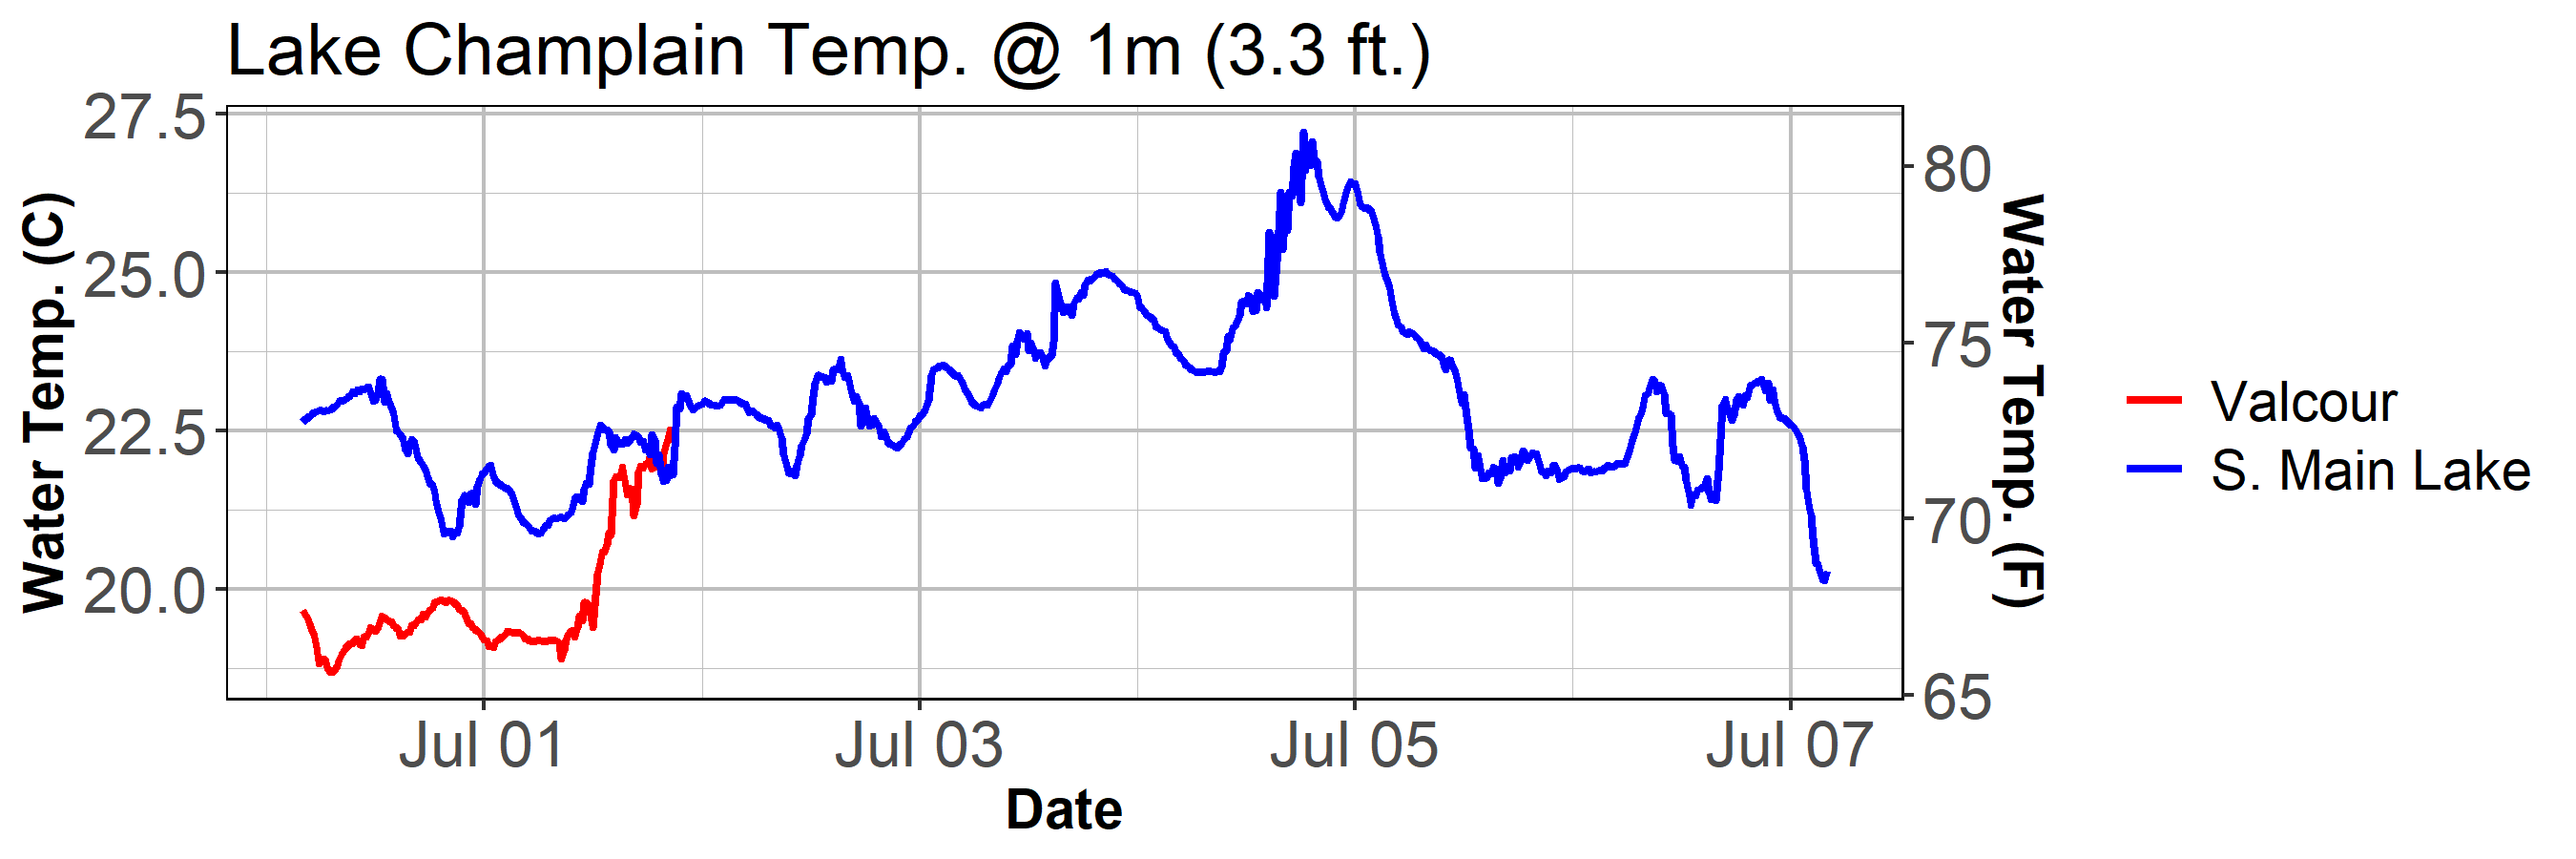 Lake Champlain Temp. @ 1m (3.3 ft.)
Water Temp. (C)
27.5
25.0
22.5
20.0
80
75
70
65
Water Temp. (F)
Jul 01 Jul 03 Jul 05 Jul 07
Date
Valcour
S. Main Lake